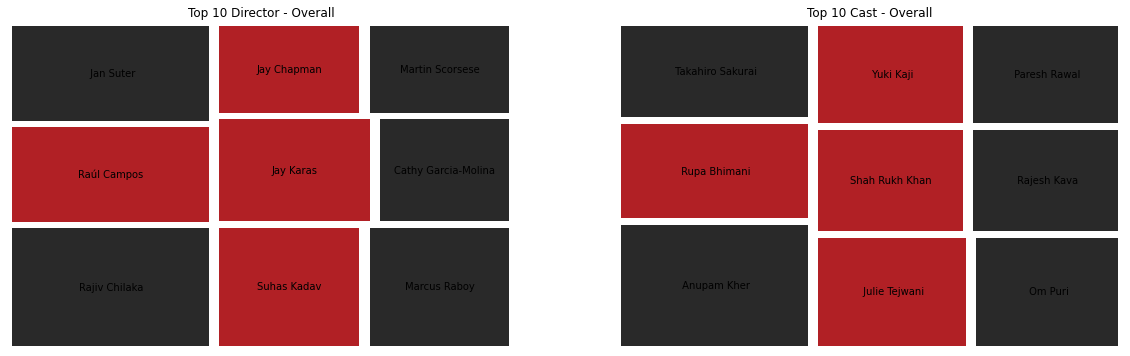 Top 10 Director - Overall
Jan Suter
Jay Chapman
Martin Scorsese
Raúl Campos
Jay Karas
Cathy Garcia-Molina
Rajiv Chilaka
Suhas Kadav
Marcus Raboy
Top 10 Cast - Overall
Takahiro Sakurai
Yuki Kaji
Paresh Rawal
Rupa Bhimani
Shah Rukh Khan
Rajesh Kava
Anupam Kher
Julie Tejwani
Om Puri